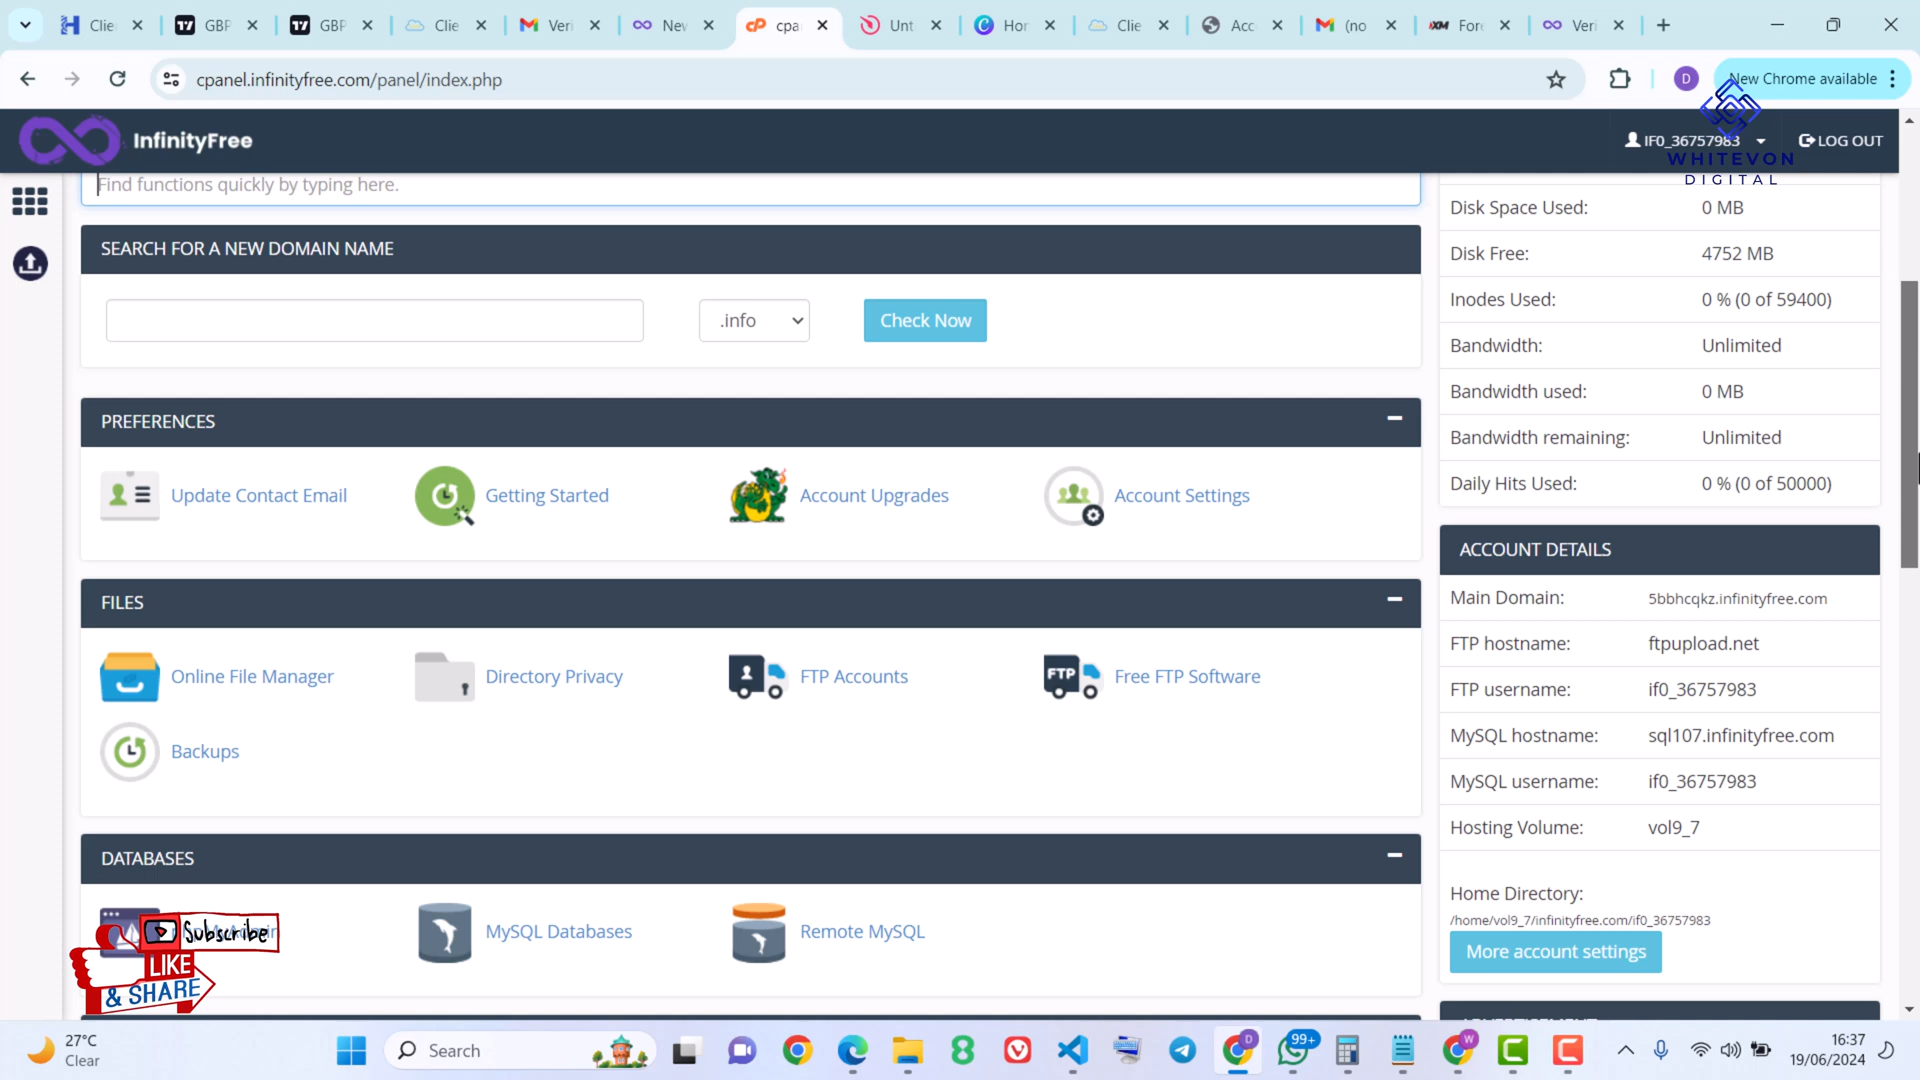 Clie
GBP
GBP
Clie
Veri
New
cpa
Unt
Hor
Clie
Acc
(no
For
Veri
cpanel.infinityfree.com/panel/index.php
D
New Chrome available
InfinityFree
IF0_36757983
LOG OUT
WHITEVON
DIGITAL
Find functions quickly by typing here.
SEARCH FOR A NEW DOMAIN NAME
.info
Check Now
PREFERENCES
Update Contact Email
Getting Started
Account Upgrades
Account Settings
FILES
Online File Manager
Directory Privacy
FTP Accounts
FTP
Free FTP Software
Backups
DATABASES
MySQL Databases
Remote MySQL
Subscribe
LIKE
& SHARE
Disk Space Used: 0 MB
Disk Free: 4752 MB
Inodes Used: 0 % (0 of 59400)
Bandwidth: Unlimited
Bandwidth used: 0 MB
Bandwidth remaining: Unlimited
Daily Hits Used: 0 % (0 of 50000)
ACCOUNT DETAILS
Main Domain: 5bbhcqkz.infinityfree.com
FTP hostname: ftpupload.net
FTP username: if0_36757983
MySQL hostname: sql107.infinityfree.com
MySQL username: if0_36757983
Hosting Volume: vol9_7
Home Directory:
/home/vol9_7/infinityfree.com/if0_36757983
More account settings
27°C
Clear
Search
99+
16:37
19/06/2024